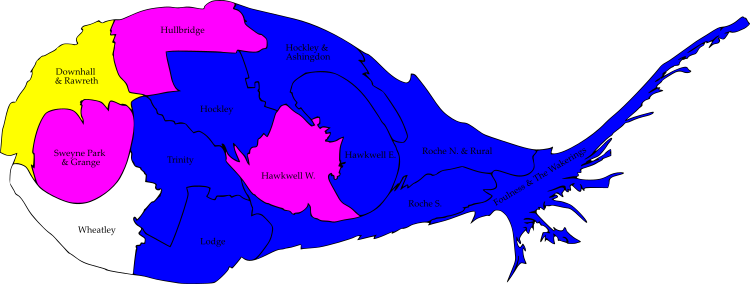 Hullbridge
Hockley &
Ashingdon
Downhall
& Rawreth
Hockley
Sweyne Park
& Grange
Trinity
Hawkwell E.
Roche N. & Rural
Hawkwell W.
Foulness & The Wakerings
Roche S.
Wheatley
Lodge